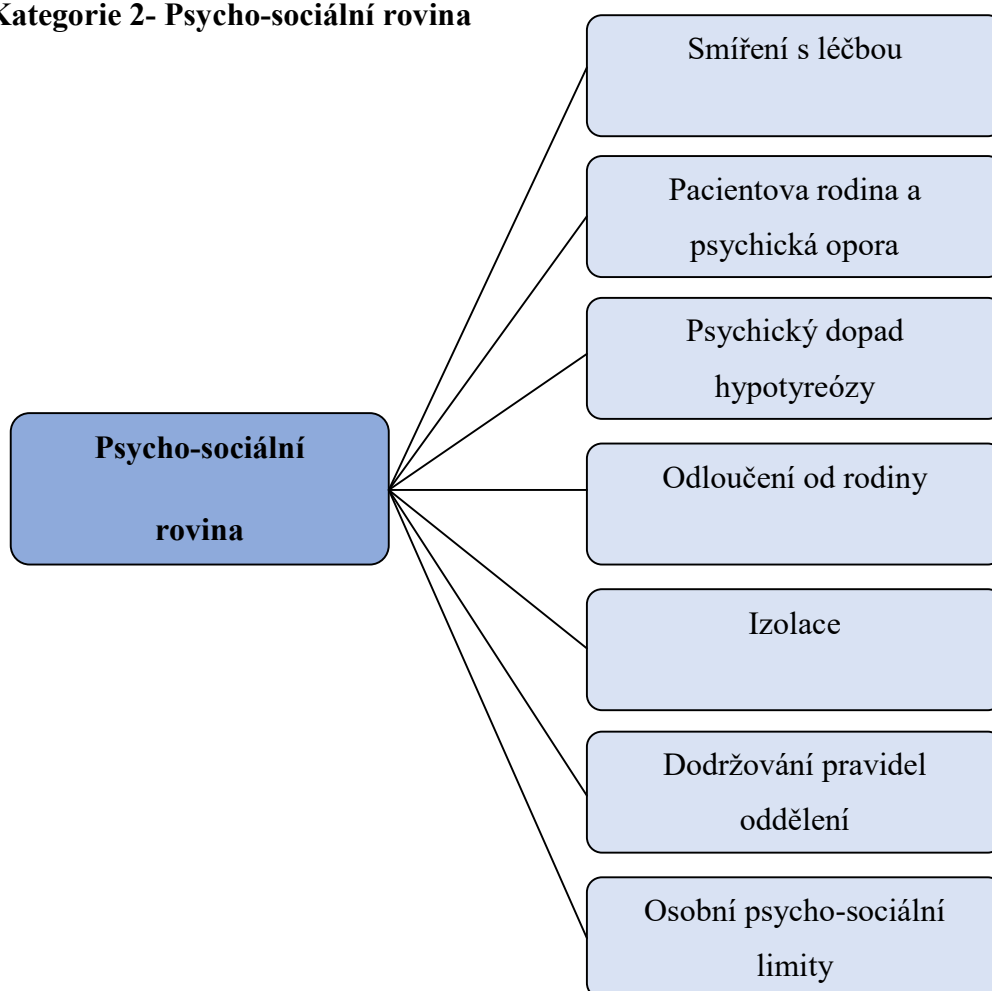 Kategorie 2- Psycho-sociální rovina
Smíření s léčbou
Pacientova rodina a
psychická opora
Psychický dopad
hypotyreózy
Psycho-sociální
rovina
Odloučení od rodiny
Izolace
Dodržování pravidel
oddělení
Osobní psycho-sociální
limity